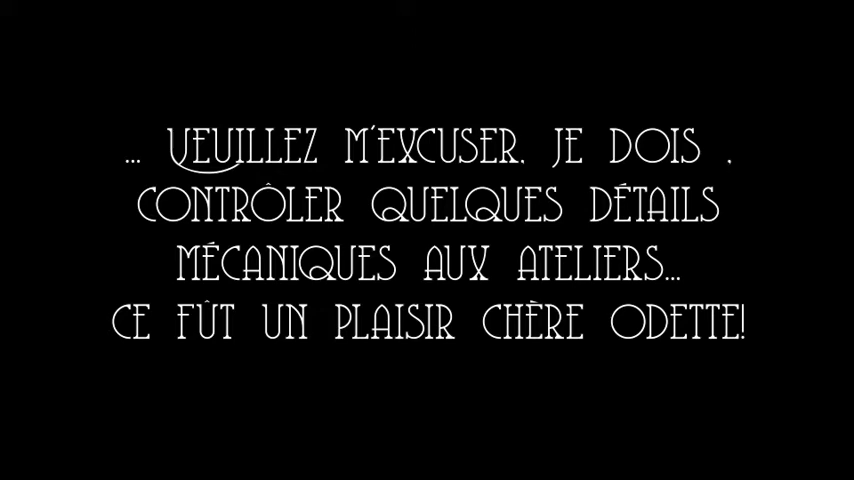 ... VEUILLEZ M'EXCUSER, JE DOIS ,
CONTRÔLER QUELQUES DÉTAILS
MÉCANIQUES AUX ATELIERS...
CE FÛT UN PLAISIR CHÈRE ODETTE!